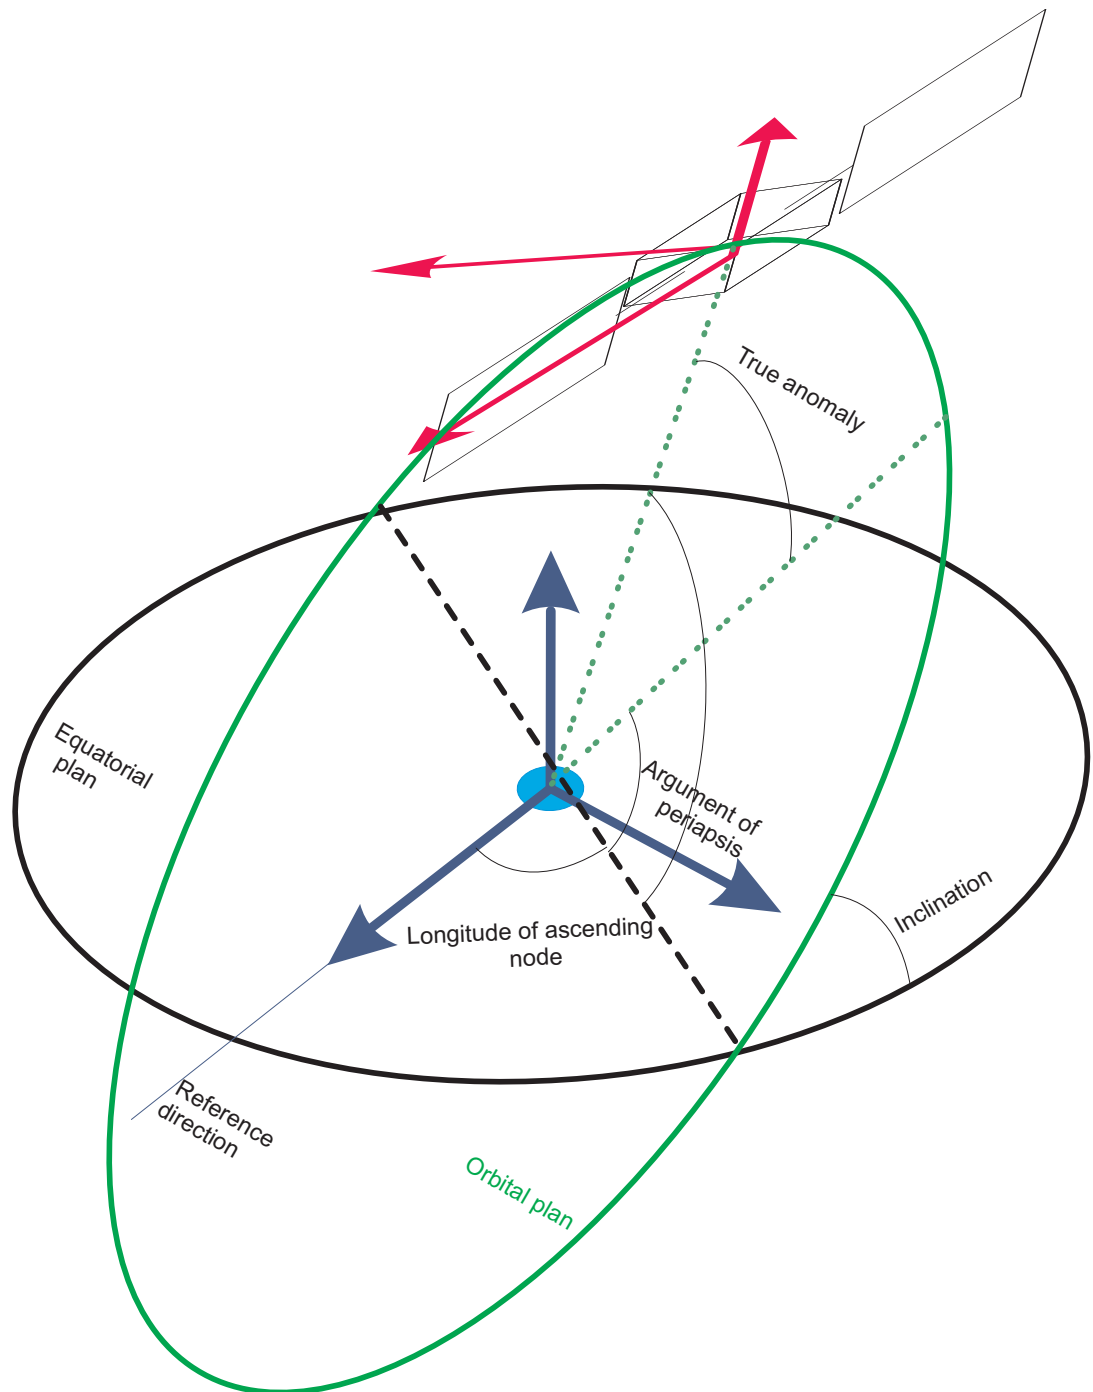 True anomaly
Equatorial
plan
Argument of
periapsis
Inclination
Longitude of ascending
node
Reference
direction
Orbital plan